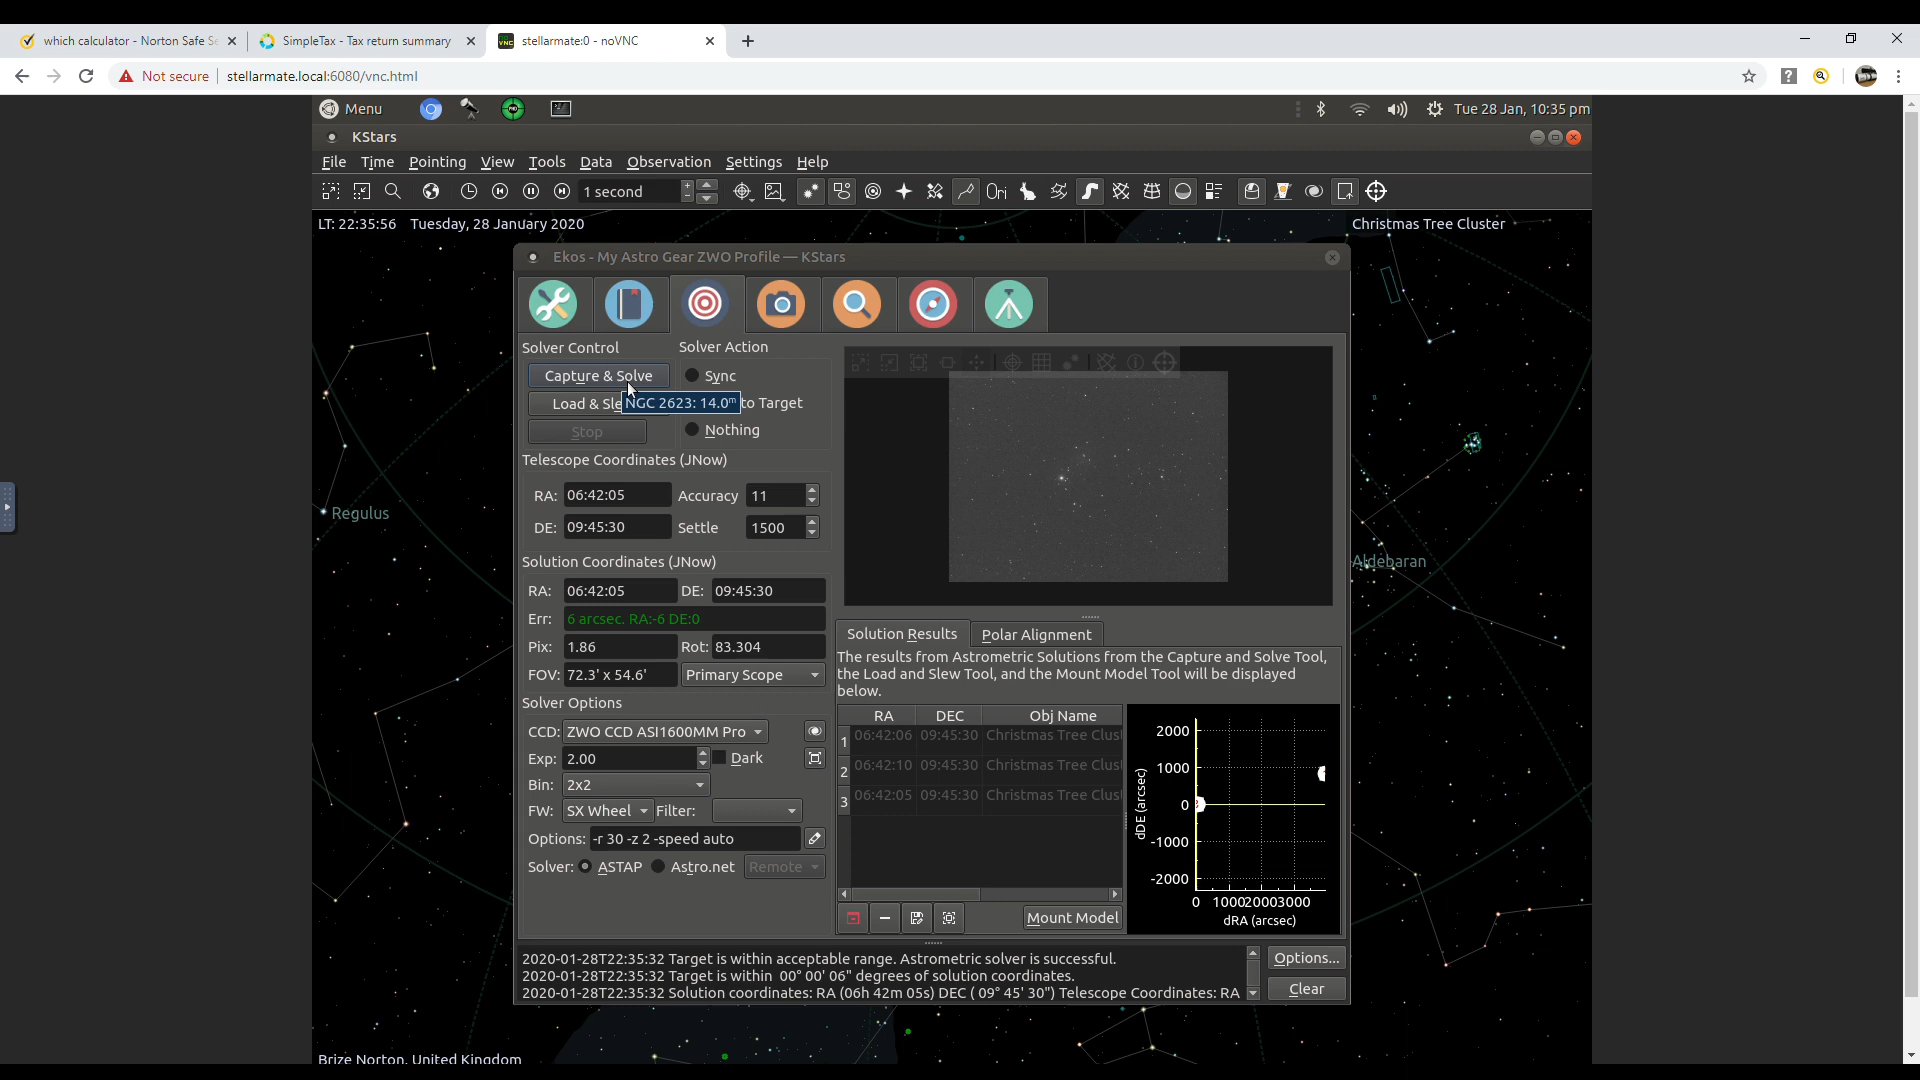 which calculator - Norton Safe Se
SimpleTax - Tax return summary
stellarmate:0 - noVNC
Not secure
stellarmate.local:6080/vnc.html
Menu
Tue 28 Jan, 10:35 pm
KStars
File Time Pointing View Tools Data Observation Settings Help
1 second
Ori
LT: 22:35:56 Tuesday, 28 January 2020
Christmas Tree Cluster
Ekos - My Astro Gear ZWO Profile — KStars
Solver Control
Solver Action
Capture & Solve
Sync
Load & Sle
NGC 2623: 14.0m
to Target
Stop
Nothing
Telescope Coordinates (JNow)
RA: 06:42:05 Accuracy 11
DE: 09:45:30 Settle 1500
Solution Coordinates (JNow)
RA: 06:42:05 DE: 09:45:30
Err: 6 arcsec. RA:-6 DE:0
Pix: 1.86 Rot: 83.304
FOV: 72.3' x 54.6' Primary Scope
Solver Options
CCD: ZWO CCD ASI1600MM Pro
Exp: 2.00 Dark
Bin: 2x2
FW: SX Wheel Filter:
Options: -r 30 -z 2 -speed auto
Solver: ASTAP Astro.net Remote
Solution Results
Polar Alignment
The results from Astrometric Solutions from the Capture and Solve Tool,
the Load and Slew Tool, and the Mount Model Tool will be displayed
below.
RA DEC Obj Name
1 06:42:06 09:45:30 Christmas Tree Clus
2 06:42:10 09:45:30 Christmas Tree Clus
3 06:42:05 09:45:30 Christmas Tree Clus
Mount Model
2000
1000
0
-1000
-2000
dDE (arcsec)
0 100020003000
dRA (arcsec)
2020-01-28T22:35:32 Target is within acceptable range. Astrometric solver is successful.
2020-01-28T22:35:32 Target is within 00° 00' 06" degrees of solution coordinates.
2020-01-28T22:35:32 Solution coordinates: RA (06h 42m 05s) DEC ( 09° 45' 30") Telescope Coordinates: RA
Options...
Clear
Regulus
Aldebaran
Brize Norton, United Kingdom